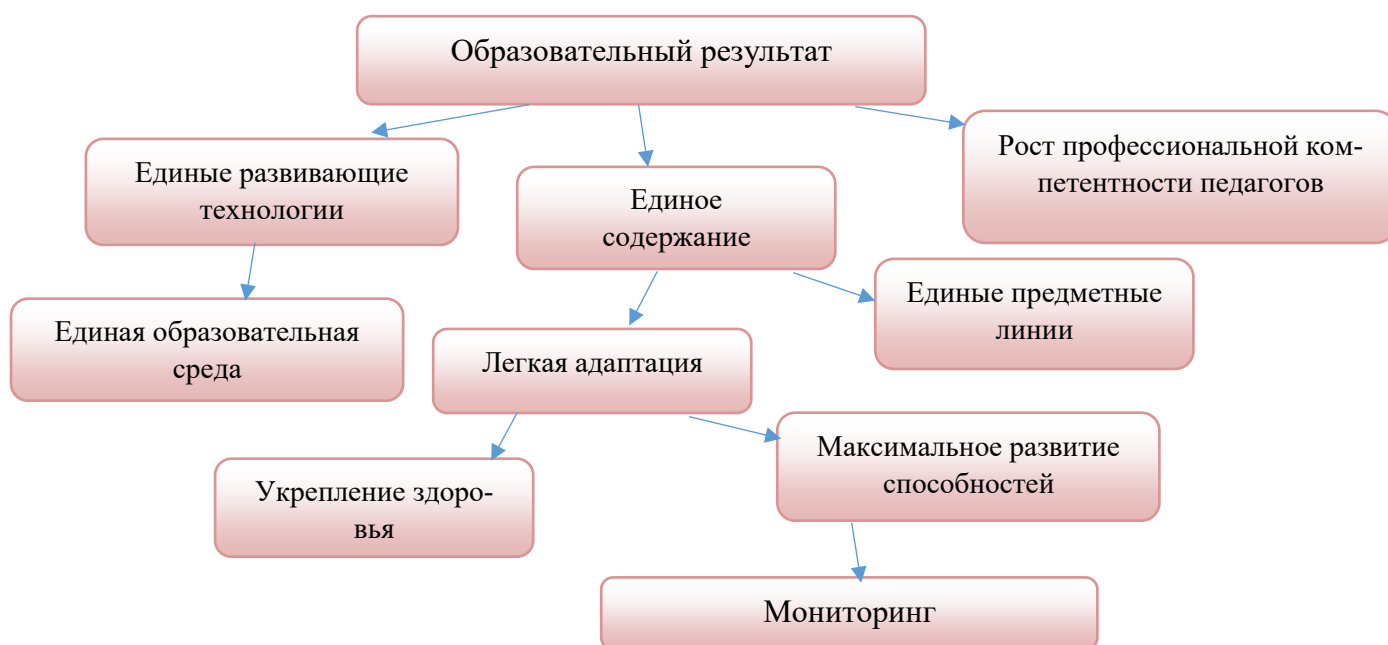 Образовательный результат
Единые развивающие
технологии
Единое
содержание
Рост профессиональной ком-
петентности педагогов
Единая образовательная
среда
Легкая адаптация
Единые предметные
линии
Укрепление здоро-
вья
Максимальное развитие
способностей
Мониторинг